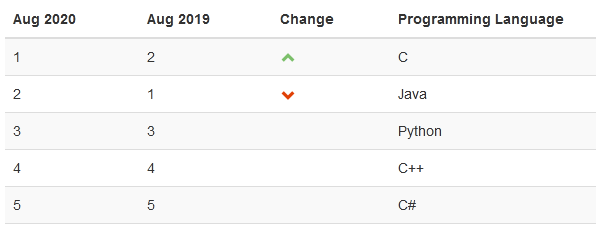 Aug 2020 Aug 2019 Change Programming Language
1 2 C
2 1 Java
3 3 Python
4 4 C++
5 5 C#